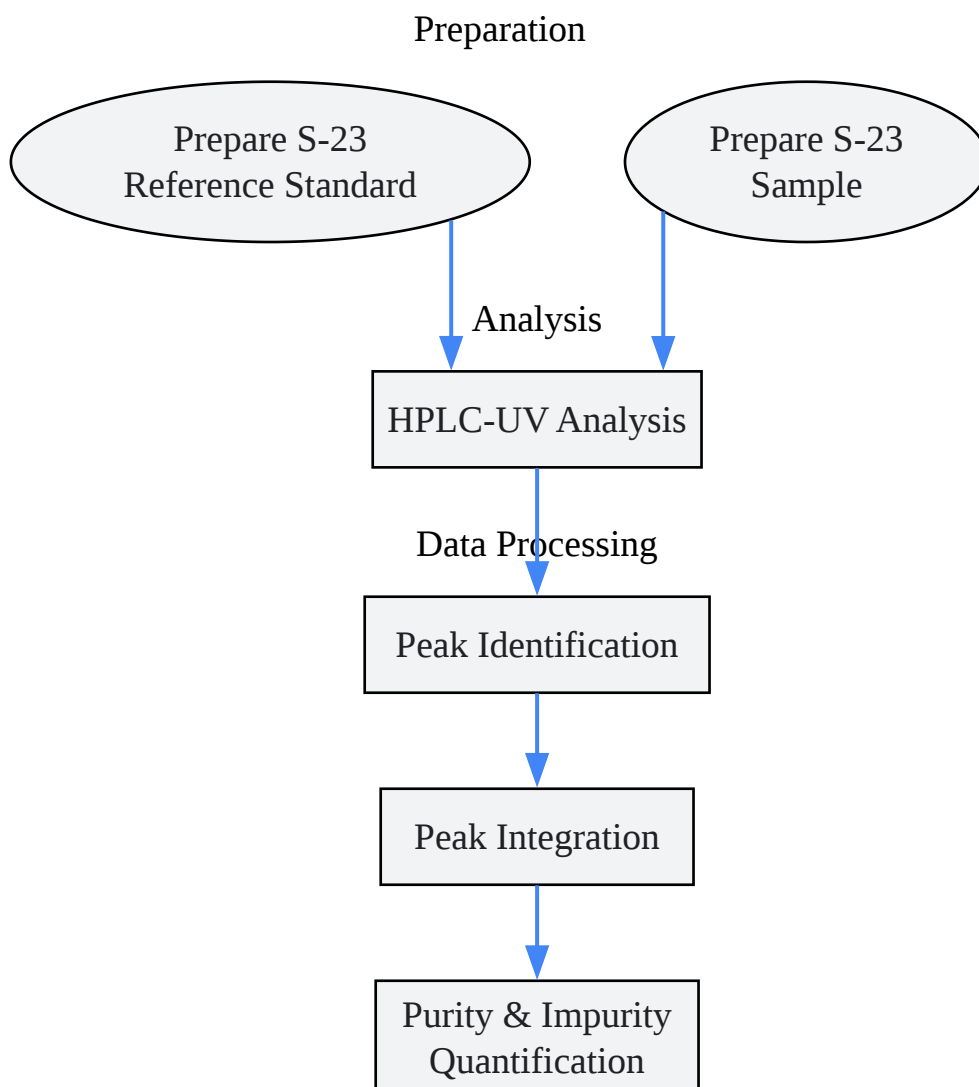 Preparation
Prepare S-23
Reference Standard
Prepare S-23
Sample
Analysis
HPLC-UV Analysis
Data Processing
Peak Identification
Peak Integration
Purity & Impurity
Quantification